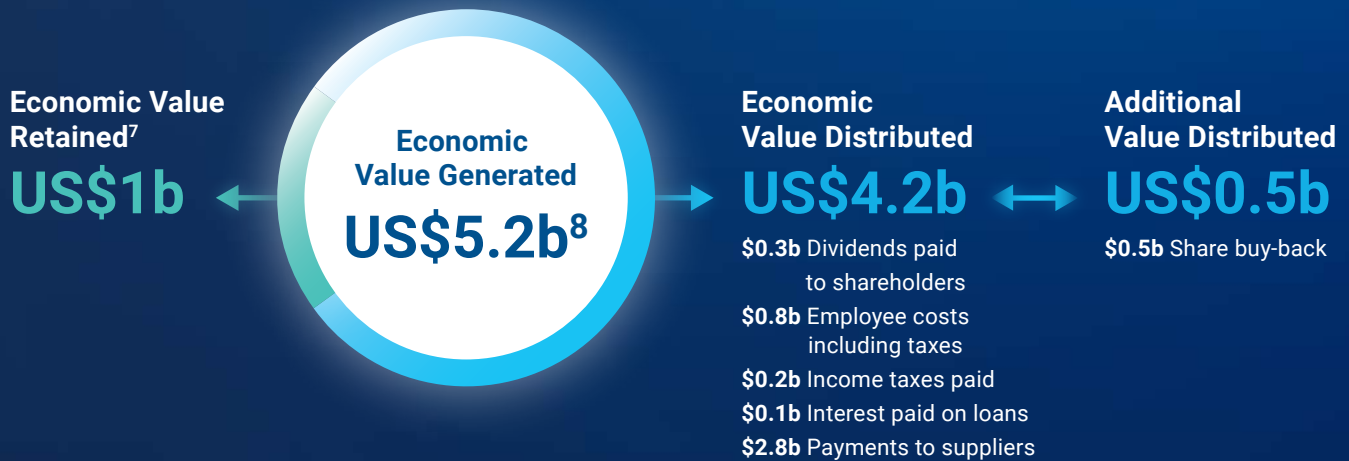 Economic Value
Retained7
US$1b
Economic
Value Generated
US$5.2b8
Economic
Value Distributed
US$4.2b
$0.3b Dividends paid
to shareholders
$0.8b Employee costs
including taxes
$0.2b Income taxes paid
$0.1b Interest paid on loans
$2.8b Payments to suppliers
Additional
Value Distributed
US$0.5b
$0.5b Share buy-back